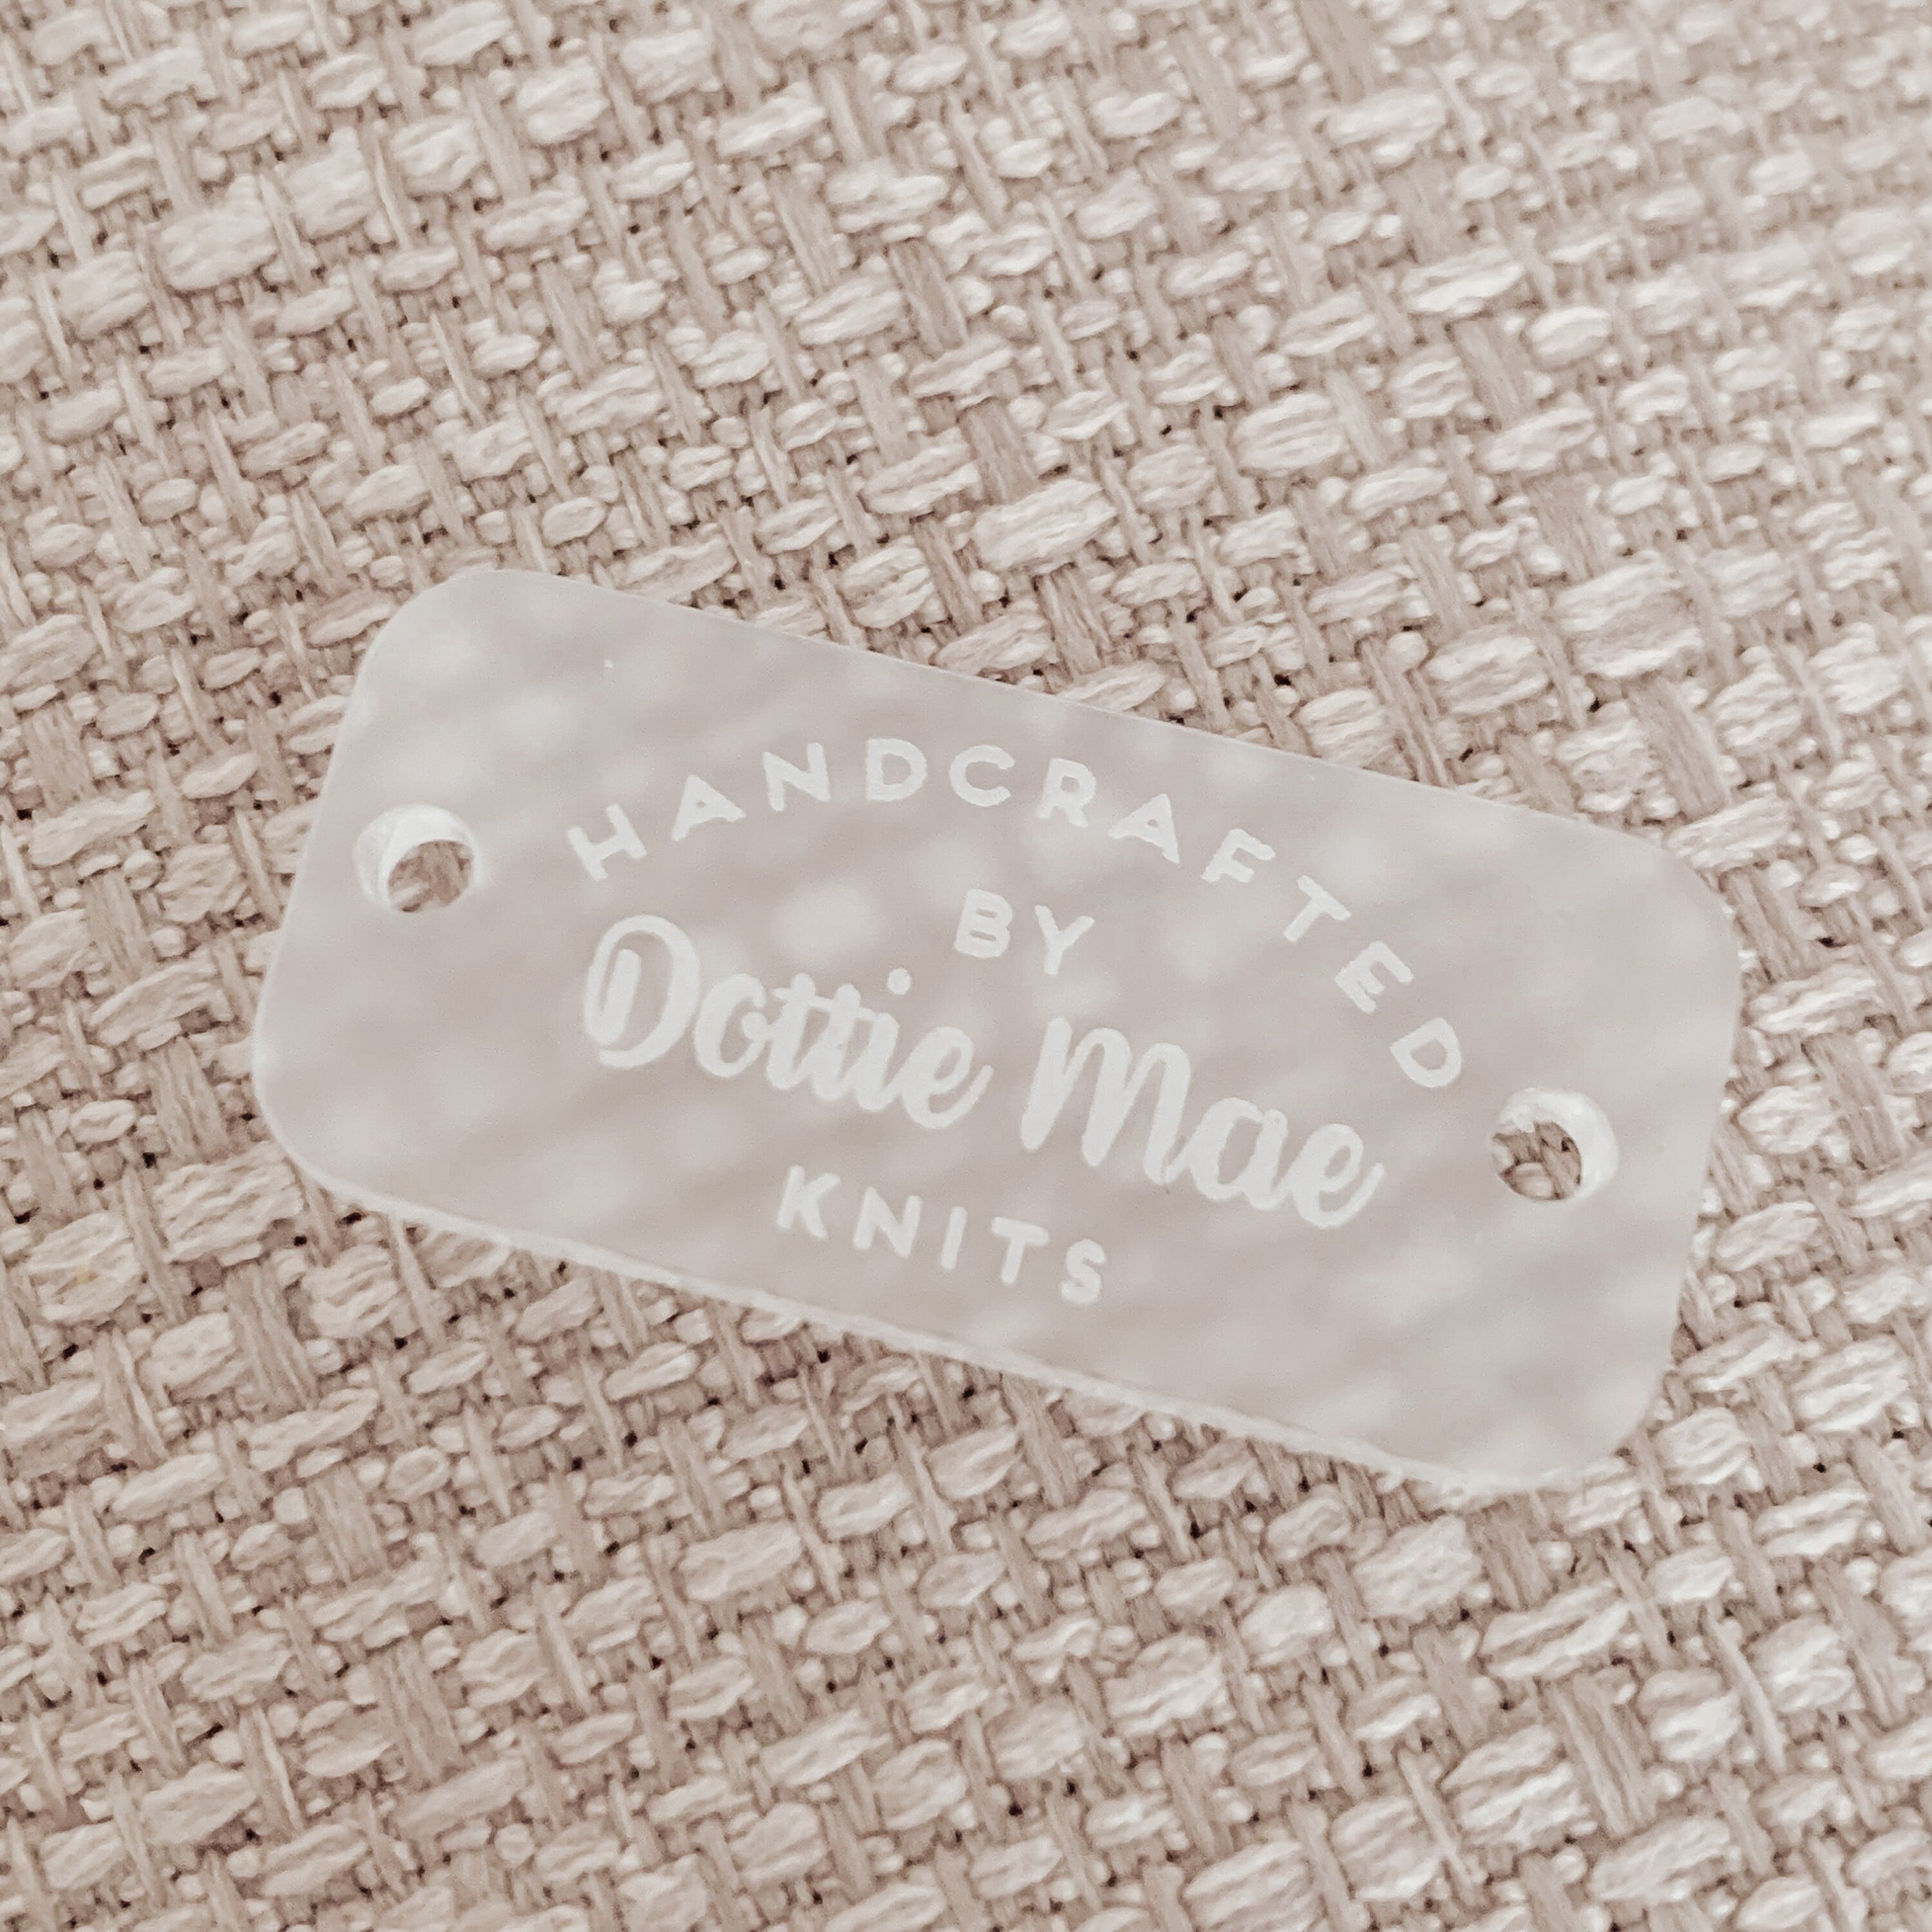 HANDCRAFTED
BY
Dottie Mae
KNITS